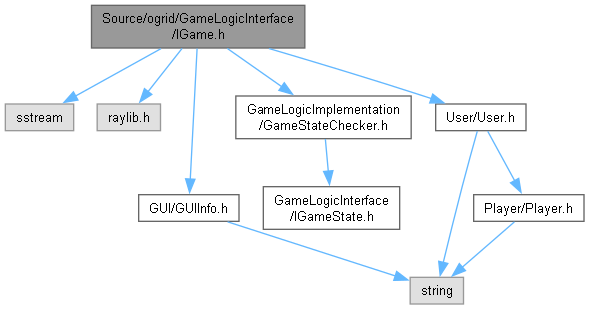 Source/ogrid/GameLogicInterface
/IGame.h
sstream
raylib.h
GameLogicImplementation
/GameStateChecker.h
User/User.h
GUI/GUIInfo.h
GameLogicInterface
/IGameState.h
Player/Player.h
string